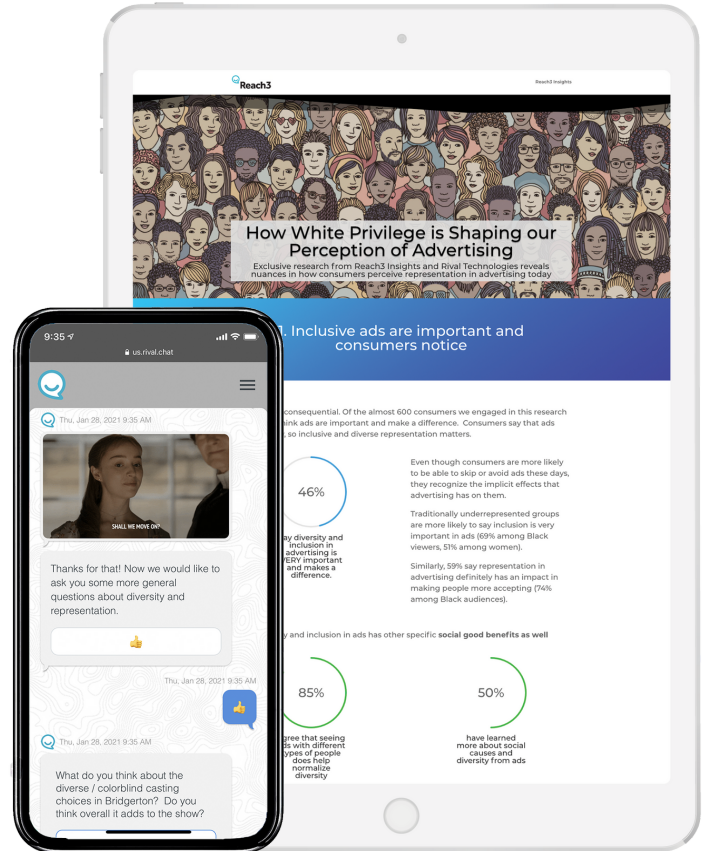 Reach3
Reach3 Insights
How White Privilege is Shaping our
Perception of Advertising
Exclusive research from Reach3 Insights and Rival Technologies reveals
nuances in how consumers perceive representation in advertising today
1. Inclusive ads are important and
consumers notice
consequential. Of the almost 600 consumers we engaged in this research
ink ads are important and make a difference. Consumers say that ads
, so inclusive and diverse representation matters.
46%
ay diversity and
inclusion in
advertising is
VERY important
and makes a
difference.
Even though consumers are more likely
to be able to skip or avoid ads these days,
they recognize the implicit effects that
advertising has on them.
Traditionally underrepresented groups
are more likely to say inclusion is very
important in ads (69% among Black
viewers, 51% among women).
Similarly, 59% say representation in
advertising definitely has an impact in
making people more accepting (74%
among Black audiences).
y and inclusion in ads has other specific social good benefits as well
85%
gree that seeing
ds with different
ypes of people
does help
normalize
diversity
50%
have learned
more about social
causes and
diversity from ads
9:35
us.rival.chat
Thu, Jan 28, 2021 9:35 AM
SHALL WE MOVE ON?
Thanks for that! Now we would like to
ask you some more general
questions about diversity and
representation.
Thu, Jan 28, 2021 9:35 AM
Thu, Jan 28, 2021 9:35 AM
What do you think about the
diverse / colorblind casting
choices in Bridgerton? Do you
think overall it adds to the show?